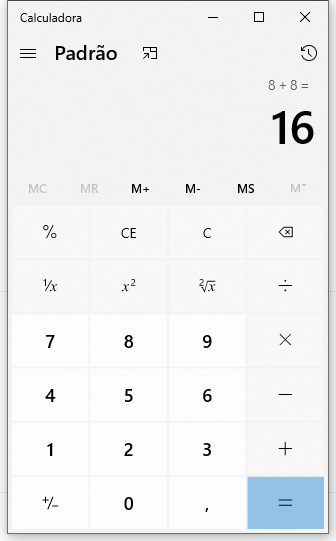 Calculadora
Padrão
8 + 8 =
16
MC MR M+ M- MS M˅
% CE C
¹/x x² ²√x ÷
7 8 9 ×
4 5 6 −
1 2 3 +
+/− 0 , =